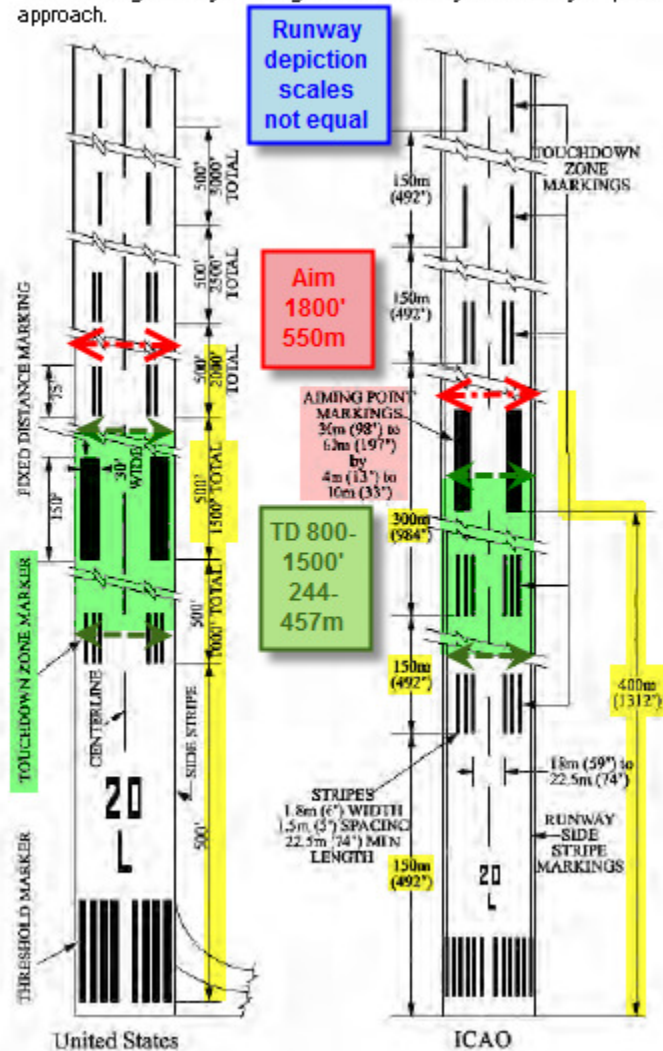 approach.
Runway
depiction
scales
not equal
500'
3000'
TOTAL
500'
2500'
TOTAL
500'
2000'
TOTAL
FIXED DISTANCE MARKING
75'
30'
WIDE
150'
500'
1500' TOTAL
500'
1000' TOTAL
TOUCHDOWN ZONE MARKER
CENTERLINE
SIDE STRIPE
500'
20
L
THRESHOLD MARKER
United States
Aim
1800'
550m
TD 800-
1500'
244-
457m
TOUCHDOWN
ZONE
MARKINGS
150m
(492')
150m
(492')
AIMING POINT
MARKINGS
30m (98') to
(197')
by
4m (13') to
10m (33')
300m
(984')
150m
(492')
400m
(1312')
18m (59') to
22.5m (74')
STRIPES
1.8m (6') WIDTH
1.5m (5') SPACING
22.5m (74') MIN
LENGTH
RUNWAY
SIDE
STRIPE
MARKINGS
150m
(492')
20
L
ICAO